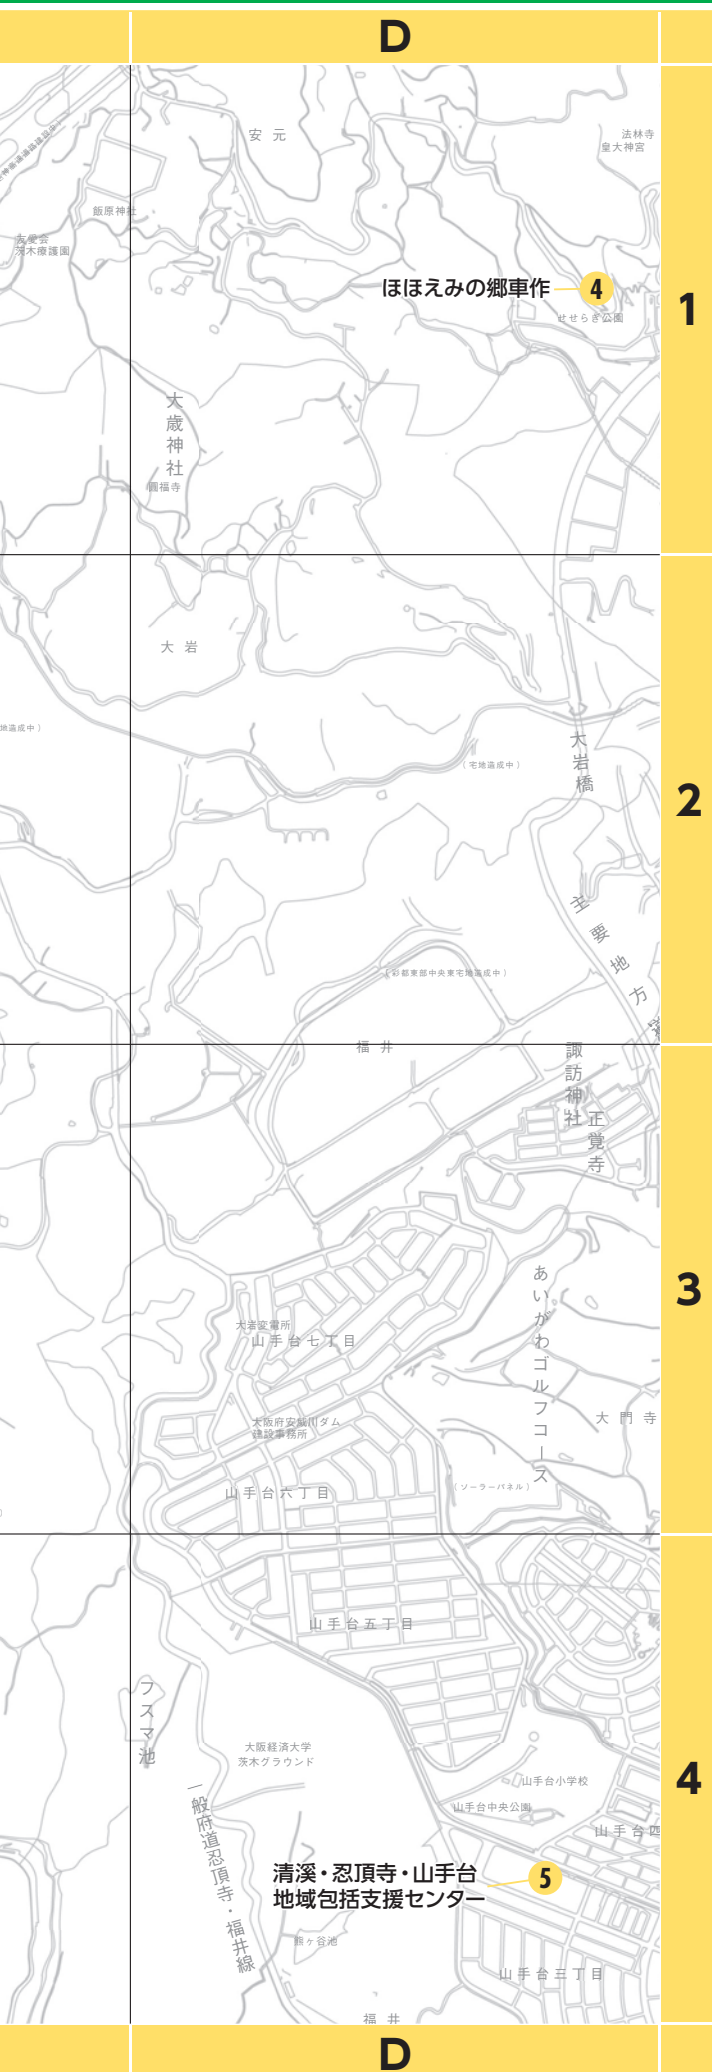 D
安元
法林寺
皇大神宮
飯原神社
友愛会
茨木療護園
ほほえみの郷車作
4
せせらぎ公園
1
大歳神社
圓福寺
大岩
地造成中）
（宅地造成中）
大岩橋
2
主要地方道
（彩都東部中央東宅地造成中）
福井
諏訪神社
正覚寺
あいがわゴルフコース
3
大岩変電所
山手台七丁目
大阪府安威川ダム
建設事務所
大門寺
（ソーラーパネル）
山手台六丁目
山手台五丁目
フスマ池
大阪経済大学
茨木グラウンド
山手台小学校
山手台中央公園
4
一般府道忍頂寺・福井線
山手台四
清溪・忍頂寺・山手台
地域包括支援センター
5
熊ヶ谷池
山手台三丁目
福井
D